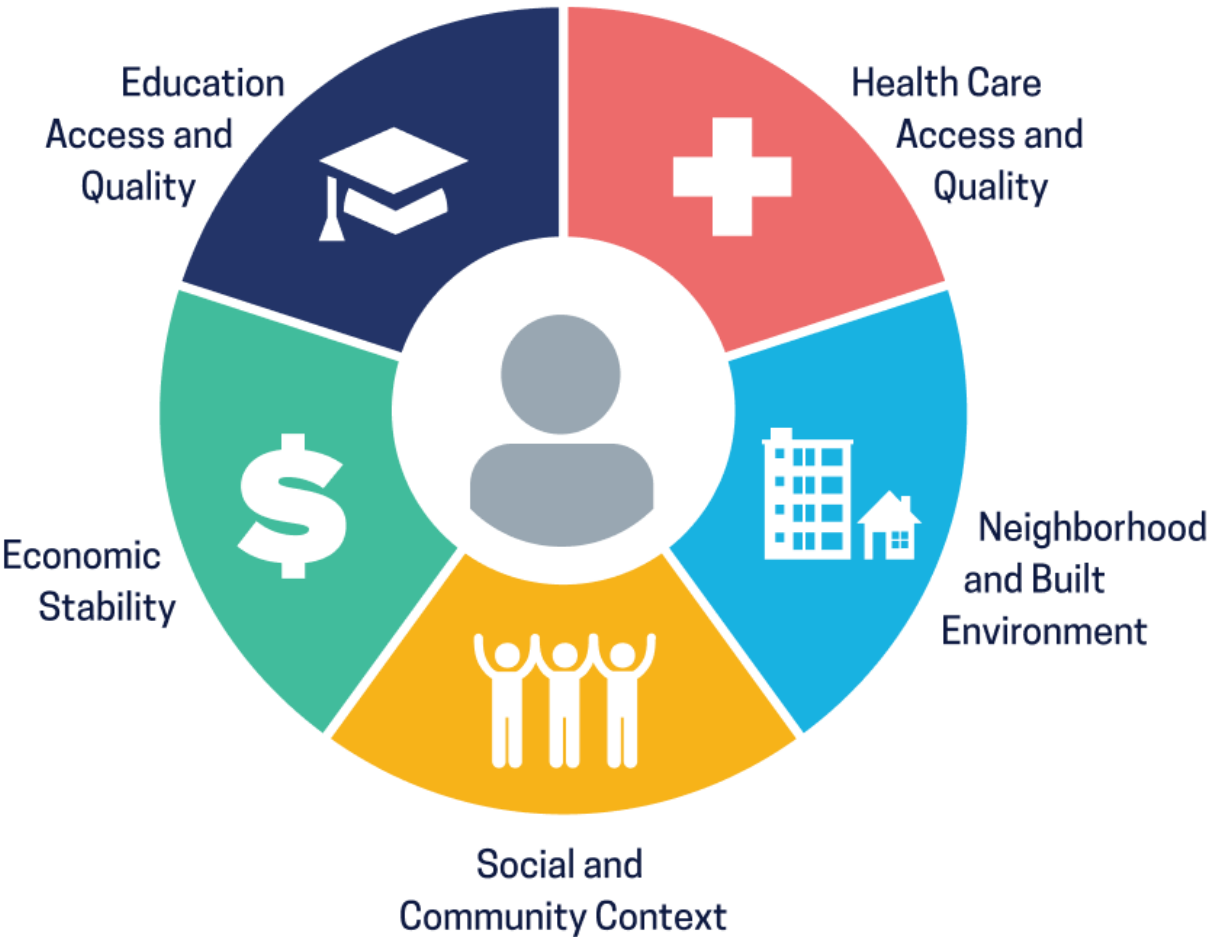 Education
Access and
Quality
Health Care
Access and
Quality
Economic
Stability
Neighborhood
and Built
Environment
Social and
Community Context